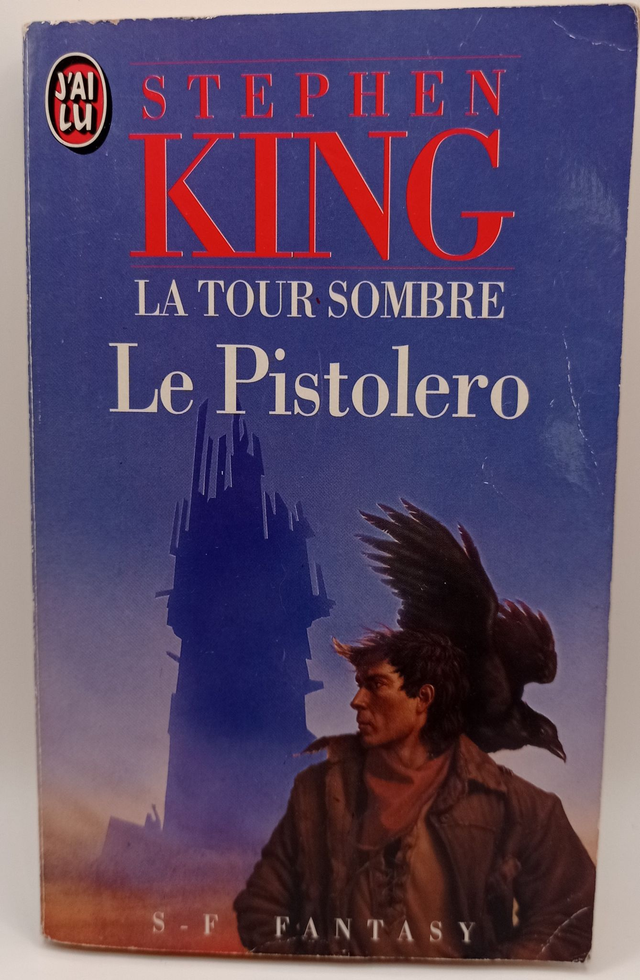 J'AI
LU
STEPHEN
KING
LA TOUR SOMBRE
Le Pistolero
S-F FANTASY